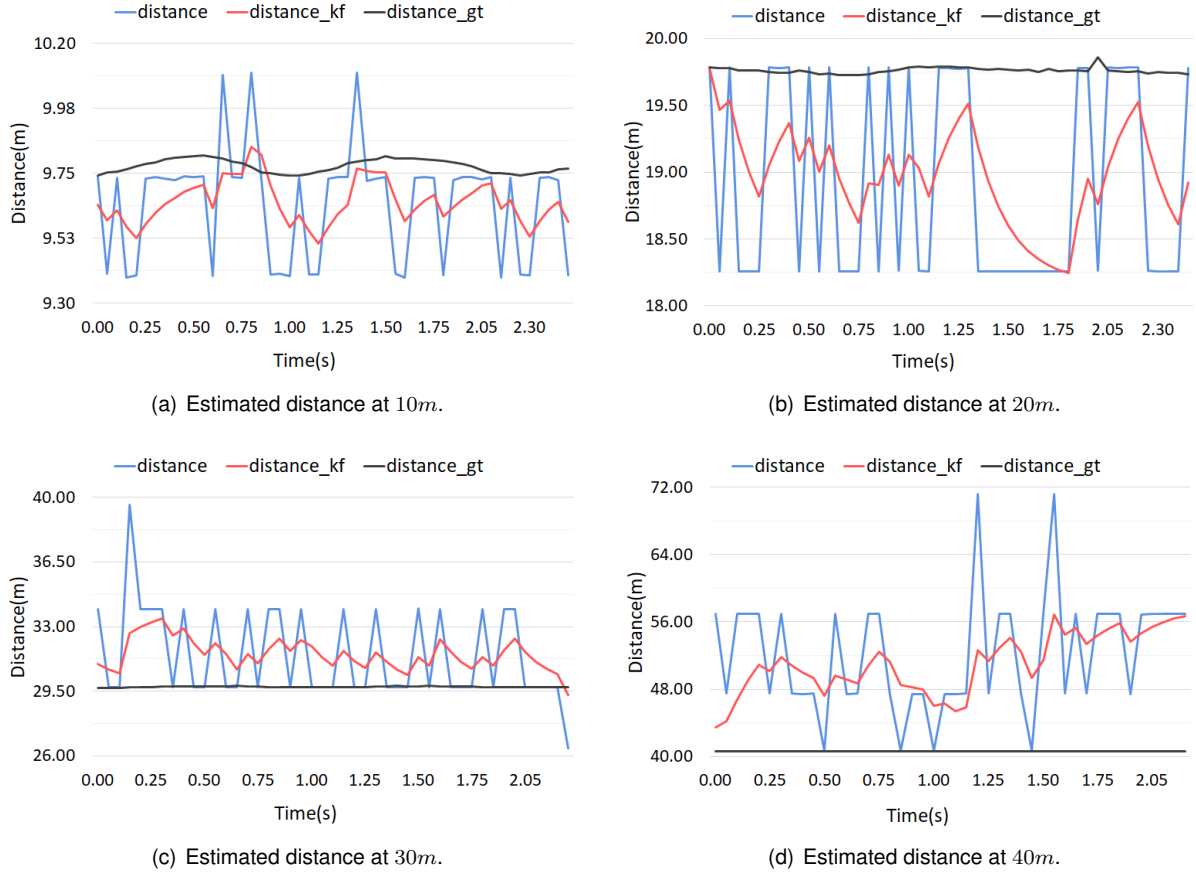 distance distance_kf distance_gt
10.20
9.98
9.75
9.53
9.30
Distance(m)
0.00 0.25 0.50 0.75 1.00 1.25 1.50 1.75 2.05 2.30
Time(s)
(a) Estimated distance at 10m.
distance distance_kf distance_gt
20.00
19.50
19.00
18.50
18.00
Distance(m)
0.00 0.25 0.50 0.75 1.00 1.25 1.50 1.75 2.05 2.30
Time(s)
(b) Estimated distance at 20m.
distance distance_kf distance_gt
40.00
36.50
33.00
29.50
26.00
Distance(m)
0.00 0.25 0.50 0.75 1.00 1.25 1.50 1.75 2.05
Time(s)
(c) Estimated distance at 30m.
distance distance_kf distance_gt
72.00
64.00
56.00
48.00
40.00
Distance(m)
0.00 0.25 0.50 0.75 1.00 1.25 1.50 1.75 2.05
Time(s)
(d) Estimated distance at 40m.